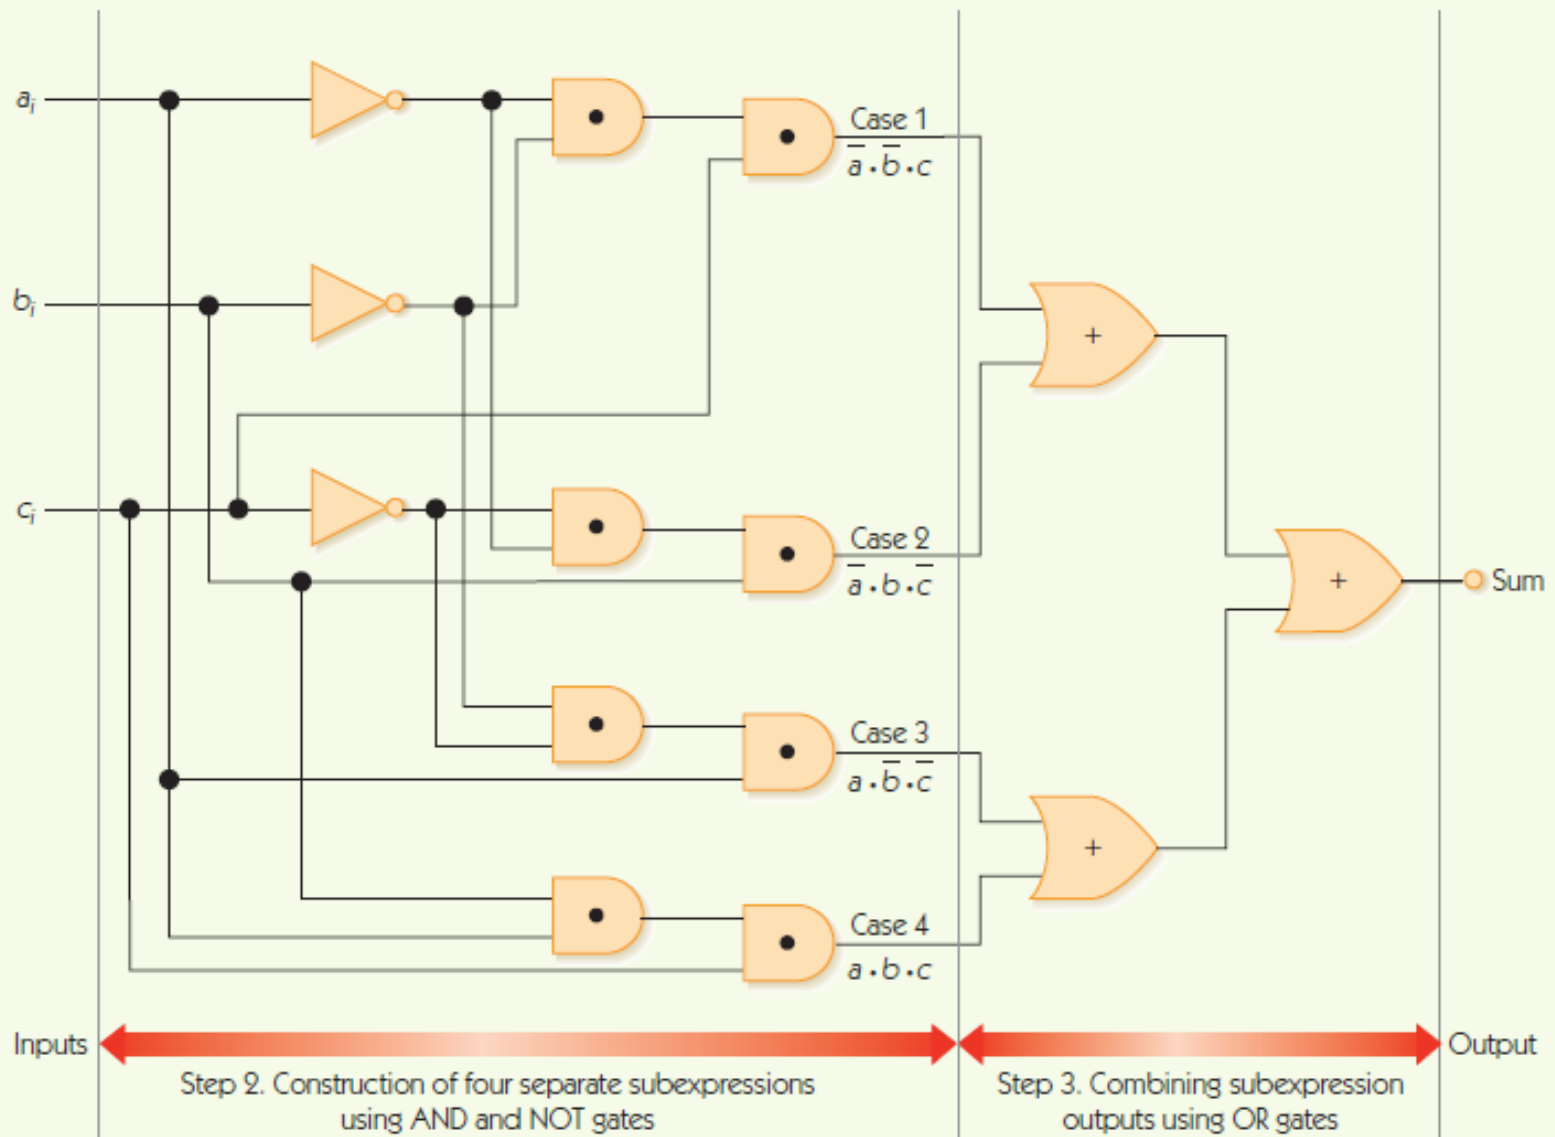 aᵢ
Case 1
a̅ · b̅ · c
bᵢ
+
cᵢ
Case 2
a̅ · b · c̅
+
Sum
Case 3
a · b̅ · c̅
+
Case 4
a · b · c
Inputs
Output
Step 2. Construction of four separate subexpressions
using AND and NOT gates
Step 3. Combining subexpression
outputs using OR gates